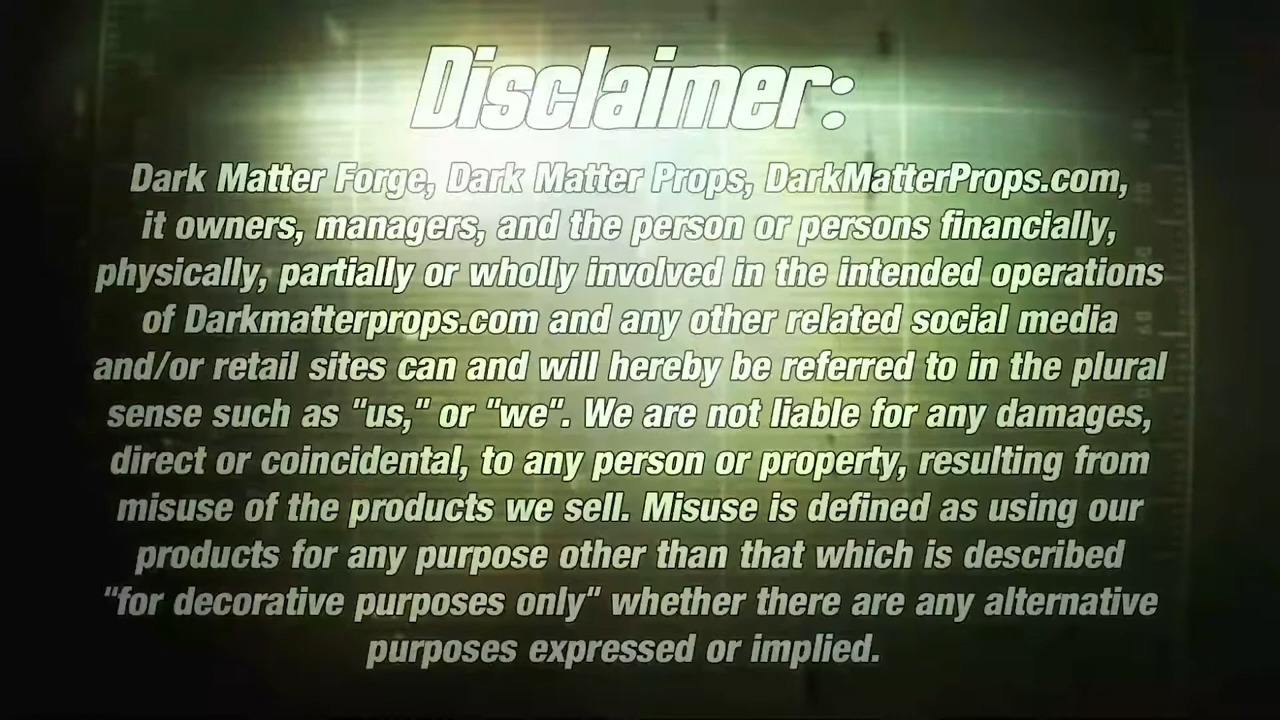 Disclaimer:
Dark Matter Forge, Dark Matter Props, DarkMatterProps.com,
it owners, managers, and the person or persons financially,
physically, partially or wholly involved in the intended operations
of Darkmatterprops.com and any other related social media
and/or retail sites can and will hereby be referred to in the plural
sense such as "us," or "we". We are not liable for any damages,
direct or coincidental, to any person or property, resulting from
misuse of the products we sell. Misuse is defined as using our
products for any purpose other than that which is described
"for decorative purposes only" whether there are any alternative
purposes expressed or implied.